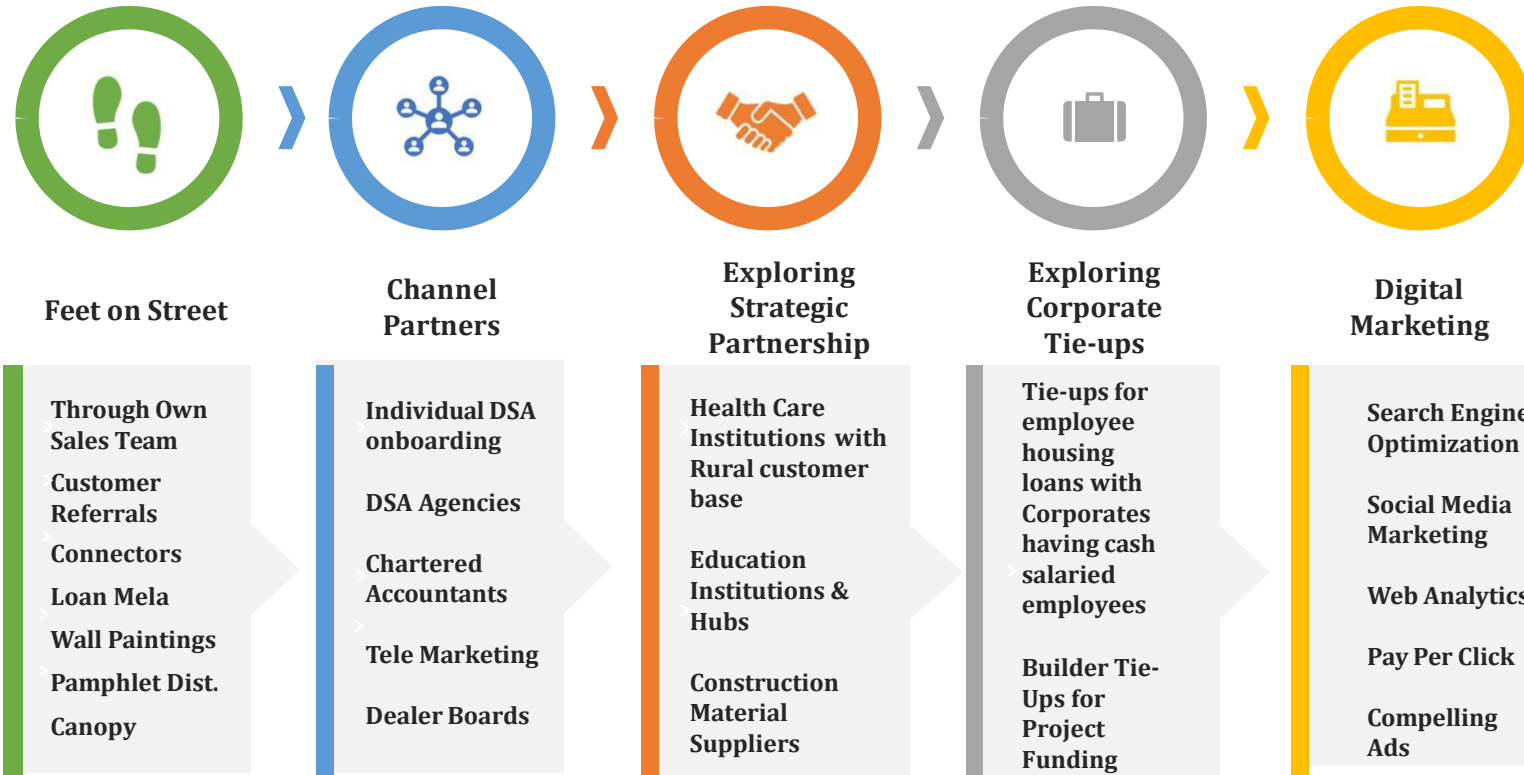 Feet on Street
Through Own
Sales Team
Customer
Referrals
Connectors
Loan Mela
Wall Paintings
Pamphlet Dist.
Canopy
Channel
Partners
Individual DSA
onboarding
DSA Agencies
Chartered
Accountants
Tele Marketing
Dealer Boards
Exploring
Strategic
Partnership
Health Care
Institutions with
Rural customer
base
Education
Institutions &
Hubs
Construction
Material
Suppliers
Exploring
Corporate
Tie-ups
Tie-ups for
employee
housing
loans with
Corporates
having cash
salaried
employees
Builder Tie-
Ups for
Project
Funding
Digital
Marketing
Search Engine
Optimization
Social Media
Marketing
Web Analytics
Pay Per Click
Compelling
Ads